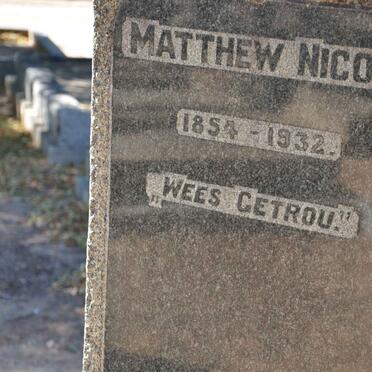 MATTHEW NICO
1854 - 1932.
„WEES GETROU."